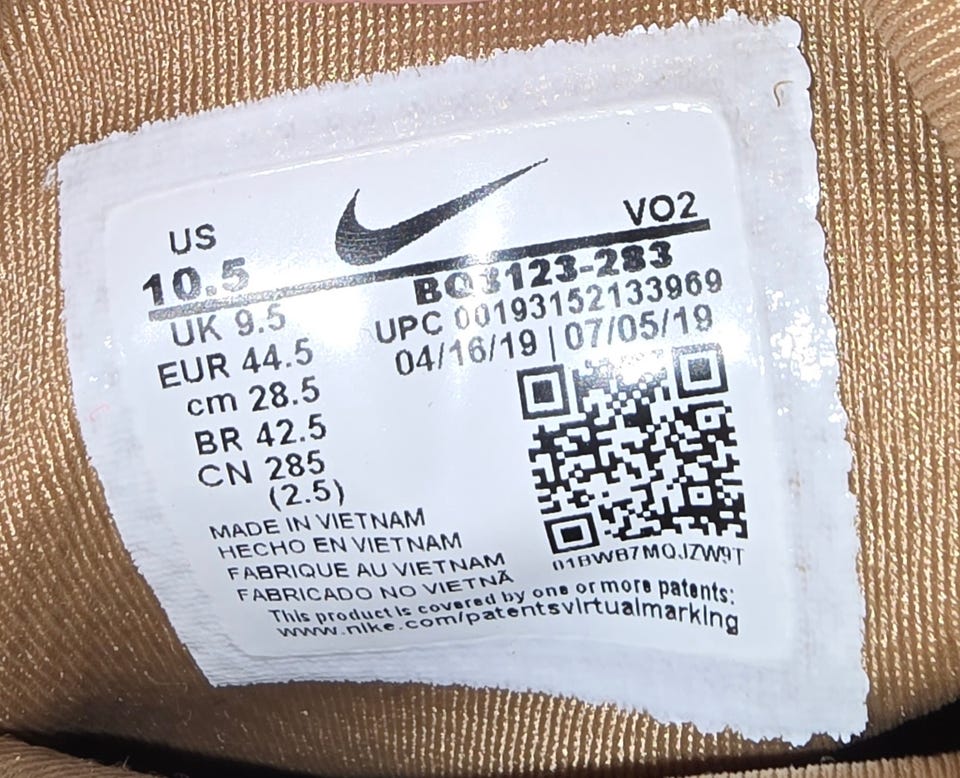 US
10.5
UK 9.5
EUR 44.5
cm 28.5
BR 42.5
CN 285
(2.5)
VO2
BQ3123-283
UPC 00193152133969
04/16/19 | 07/05/19
01BWB7MQJZW9T
MADE IN VIETNAM
HECHO EN VIETNAM
FABRIQUE AU VIETNAM
FABRICADO NO VIETNÃ
This product is covered by one or more patents:
www.nike.com/patentsvirtualmarking